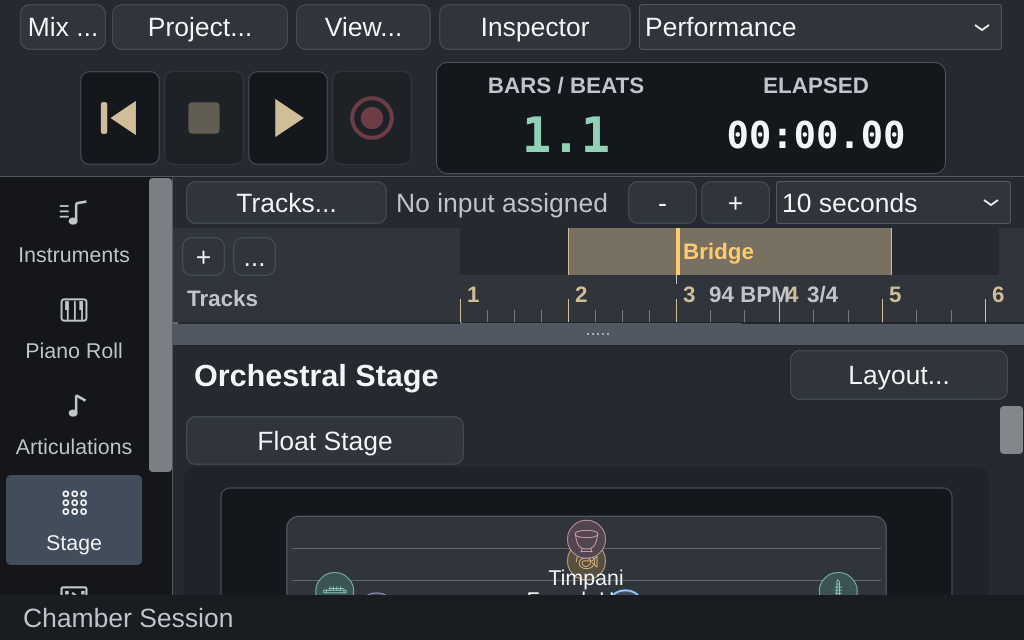 Mix ... Project... View... Inspector Performance
BARS / BEATS ELAPSED
1.1 00:00.00
Tracks... No input assigned - + 10 seconds
Instruments
+ ... Bridge
Tracks 1 2 3 94 BPM 4 3/4 5 6
Piano Roll
Orchestral Stage Layout...
Articulations
Float Stage
Stage
Timpani
Chamber Session